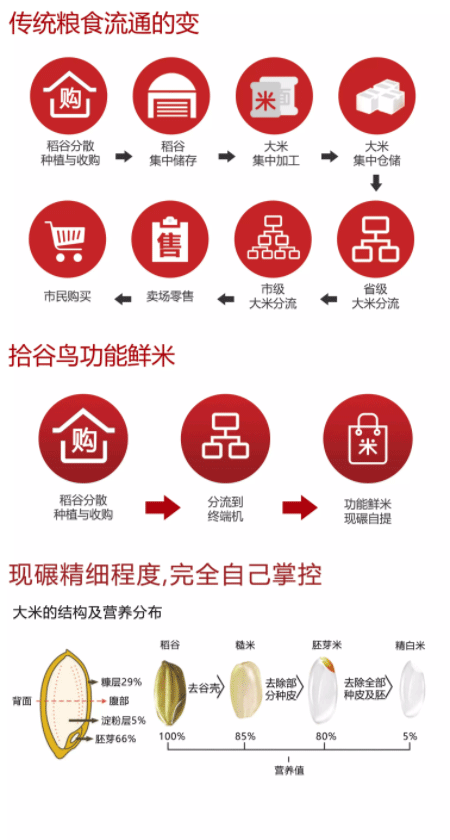 传统粮食流通的变
购
米
面
稻谷分散
种植与收购
稻谷
集中储存
大米
集中加工
大米
集中仓储
售
市民购买
卖场零售
市级
大米分流
省级
大米分流
拾谷鸟功能鲜米
购
米
稻谷分散
种植与收购
分流到
终端机
功能鲜米
现碾自提
现碾精细程度,完全自己掌控
大米的结构及营养分布
稻谷
糙米
胚芽米
精白米
背面
糠层29%
腹部
淀粉层5%
胚芽66%
去谷壳
去除部
分种皮
去除全部
种皮及胚
100%
85%
80%
5%
营养值